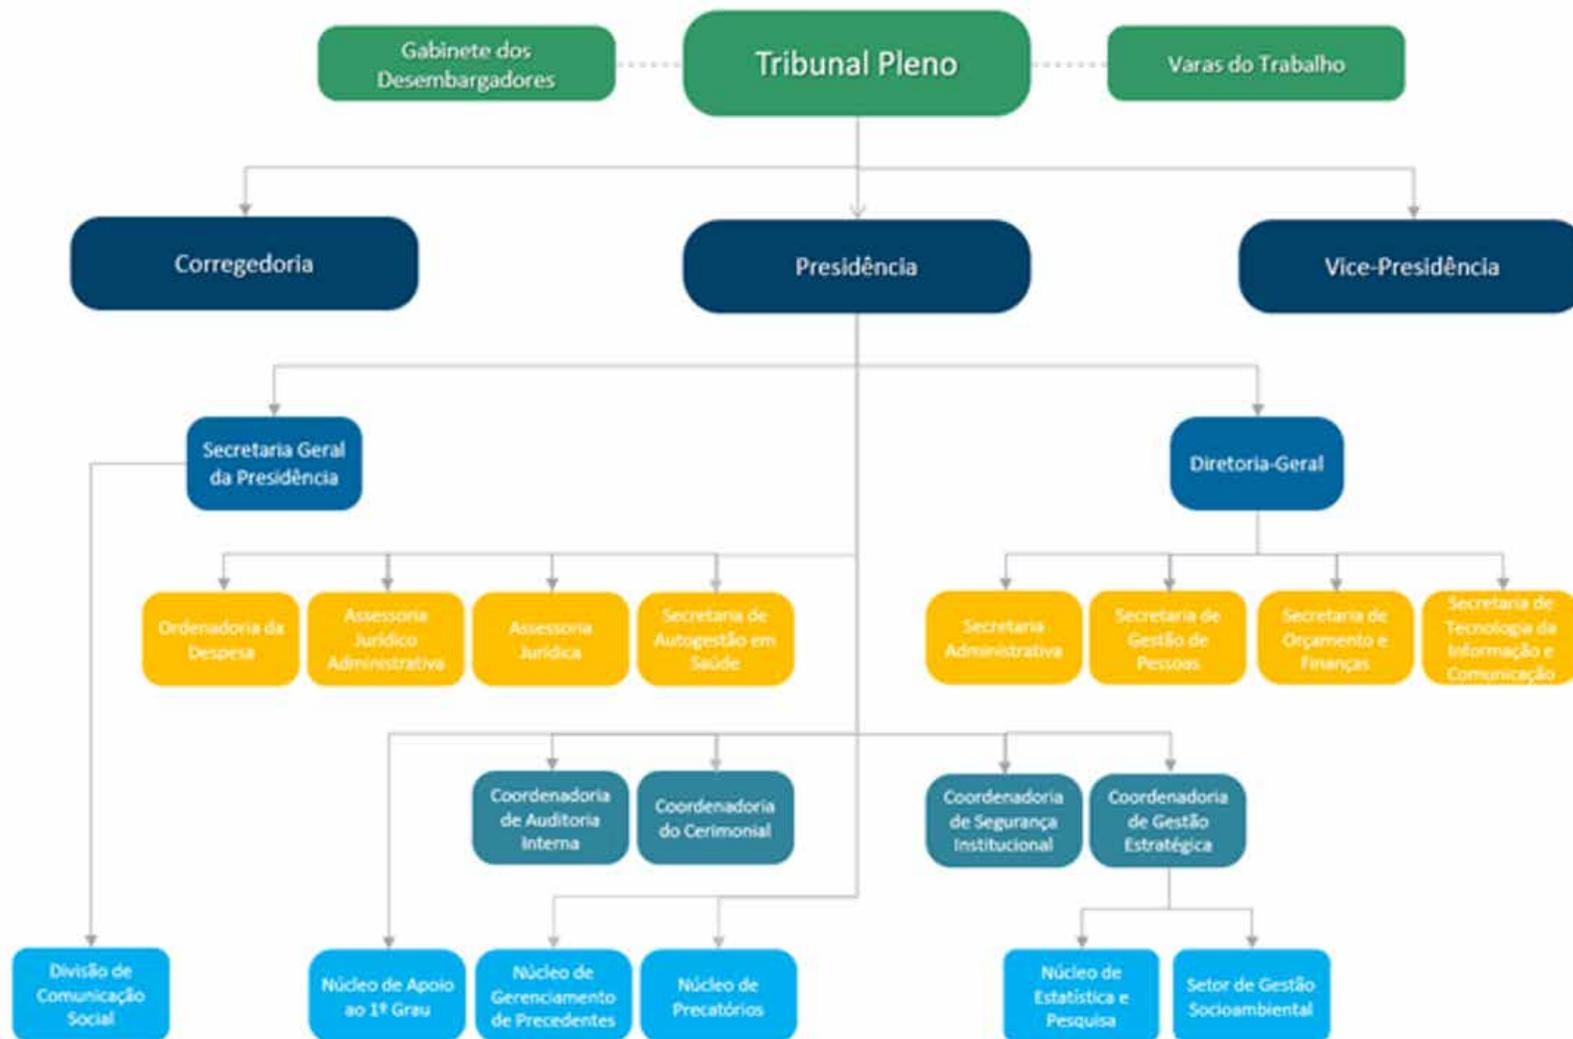 Gabinete dos
Desembargadores
Tribunal Pleno
Varas do Trabalho
Corregedoria
Presidência
Vice-Presidência
Secretaria Geral
da Presidência
Diretoria-Geral
Ordenadoria da
Despesa
Assessoria
Jurídico
Administrativa
Assessoria
Jurídica
Secretaria de
Autogestão em
Saúde
Secretaria
Administrativa
Secretaria de
Gestão de
Pessoas
Secretaria de
Orçamento e
Finanças
Secretaria de
Tecnologia da
Informação e
Comunicação
Coordenadoria
de Auditoria
Interna
Coordenadoria
do Cerimonial
Coordenadoria
de Segurança
Institucional
Coordenadoria
de Gestão
Estratégica
Divisão de
Comunicação
Social
Núcleo de Apoio
ao 1º Grau
Núcleo de
Gerenciamento
de Precedentes
Núcleo de
Precatórios
Núcleo de
Estatística e
Pesquisa
Setor de Gestão
Socioambiental